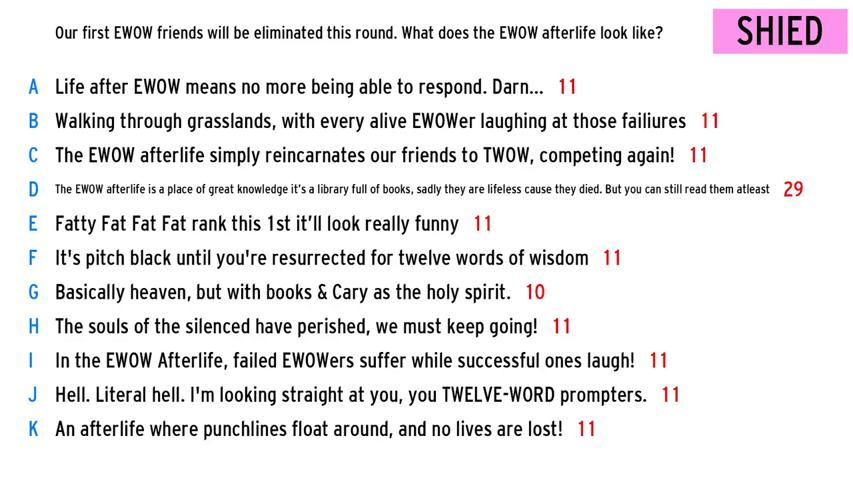 Our first EWOW friends will be eliminated this round. What does the EWOW afterlife look like?
SHIED
A Life after EWOW means no more being able to respond. Darn... 11
B Walking through grasslands, with every alive EWOWer laughing at those failiures 11
C The EWOW afterlife simply reincarnates our friends to TWOW, competing again! 11
D The EWOW afterlife is a place of great knowledge it's a library full of books, sadly they are lifeless cause they died. But you can still read them atleast 29
E Fatty Fat Fat Fat rank this 1st it'll look really funny 11
F It's pitch black until you're resurrected for twelve words of wisdom 11
G Basically heaven, but with books & Cary as the holy spirit. 10
H The souls of the silenced have perished, we must keep going! 11
I In the EWOW Afterlife, failed EWOWers suffer while successful ones laugh! 11
J Hell. Literal hell. I'm looking straight at you, you TWELVE-WORD prompters. 11
K An afterlife where punchlines float around, and no lives are lost! 11